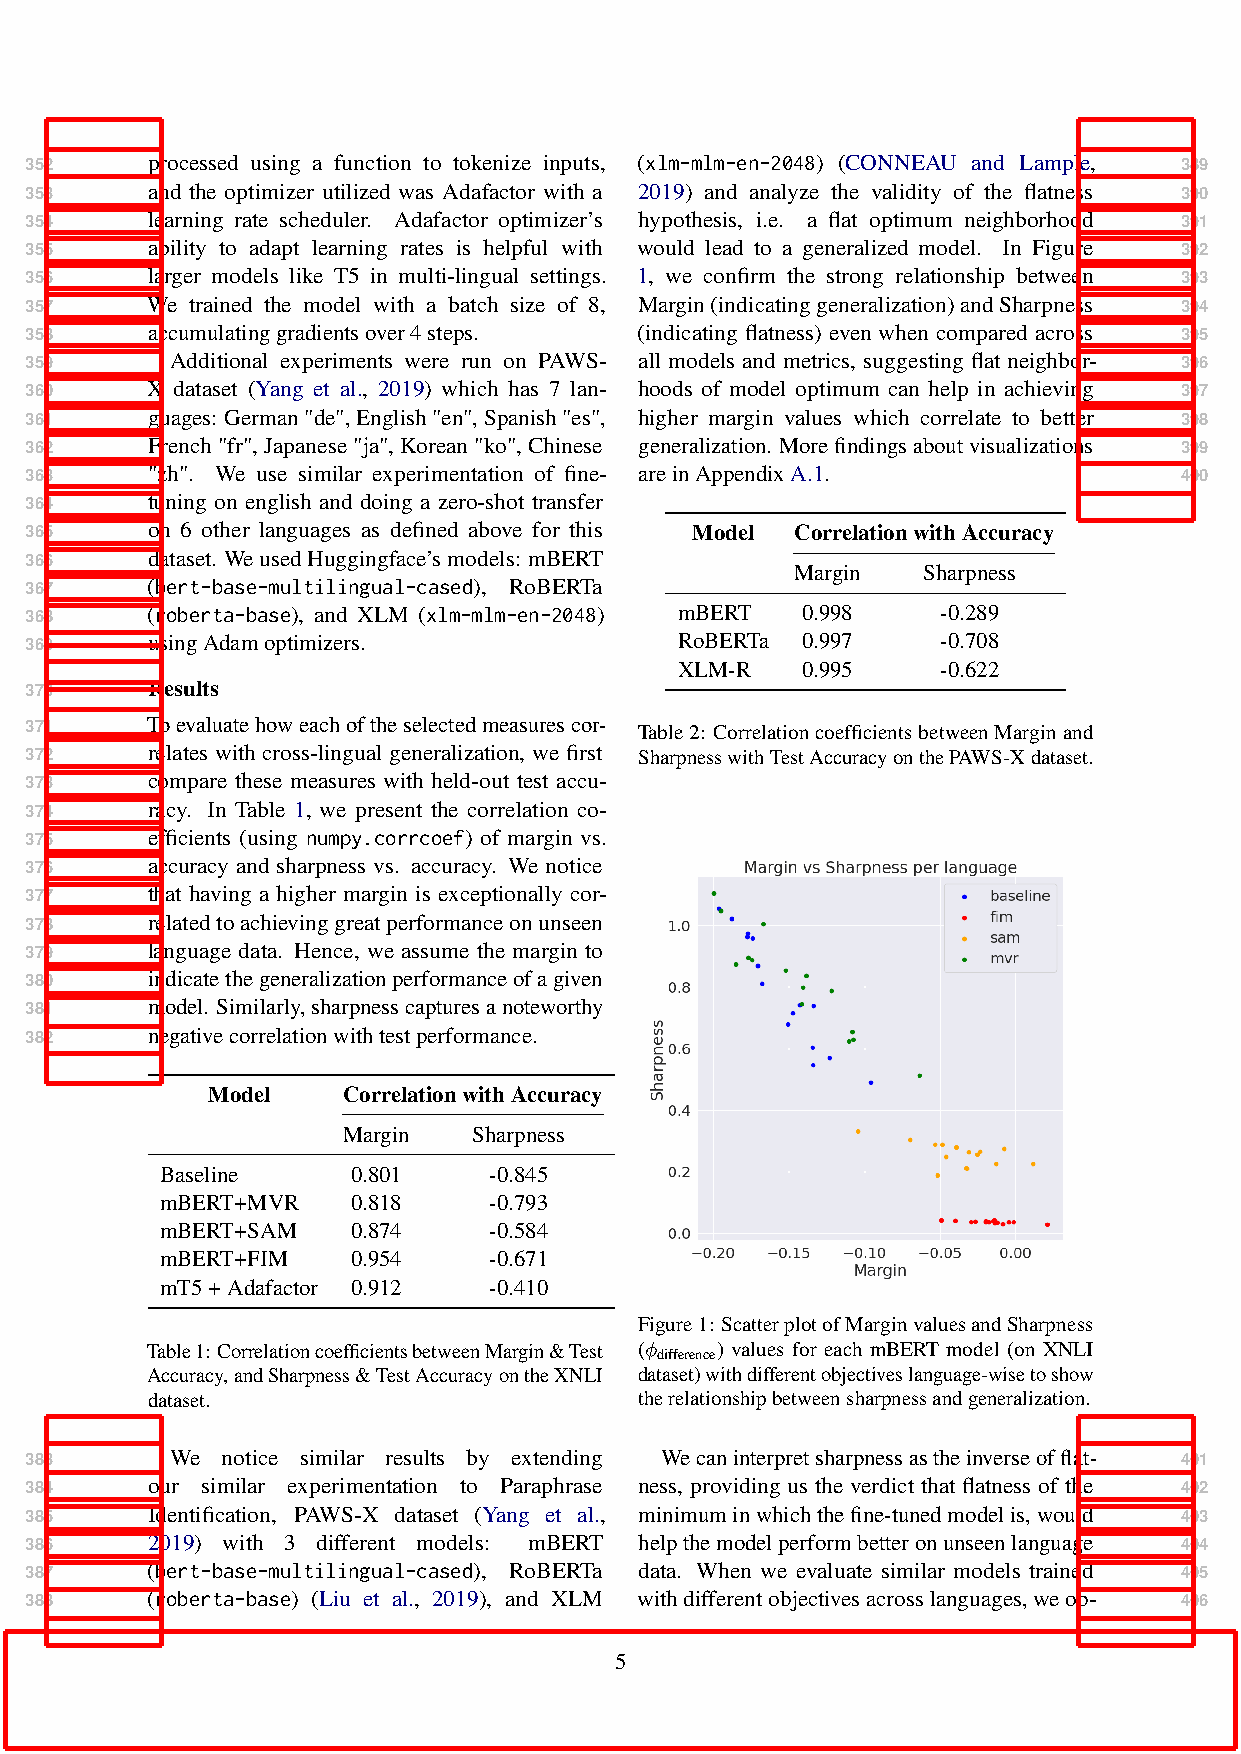 processed using a function to tokenize inputs,
and the optimizer utilized was Adafactor with a
learning rate scheduler. Adafactor optimizer's
ability to adapt learning rates is helpful with
larger models like T5 in multi-lingual settings.
We trained the model with a batch size of 8,
accumulating gradients over 4 steps.
Additional experiments were run on PAWS-
X dataset (Yang et al., 2019) which has 7 lan-
guages: German "de", English "en", Spanish "es",
French "fr", Japanese "ja", Korean "ko", Chinese
"zh". We use similar experimentation of fine-
tuning on english and doing a zero-shot transfer
on 6 other languages as defined above for this
dataset. We used Huggingface's models: mBERT
(bert-base-multilingual-cased), RoBERTa
(roberta-base), and XLM (xlm-mlm-en-2048)
using Adam optimizers.
Results
To evaluate how each of the selected measures cor-
relates with cross-lingual generalization, we first
compare these measures with held-out test accu-
racy. In Table 1, we present the correlation co-
efficients (using numpy.corrcoef) of margin vs.
accuracy and sharpness vs. accuracy. We notice
that having a higher margin is exceptionally cor-
related to achieving great performance on unseen
language data. Hence, we assume the margin to
indicate the generalization performance of a given
model. Similarly, sharpness captures a noteworthy
negative correlation with test performance.
Model Correlation with Accuracy
Margin Sharpness
Baseline 0.801 -0.845
mBERT+MVR 0.818 -0.793
mBERT+SAM 0.874 -0.584
mBERT+FIM 0.954 -0.671
mT5 + Adafactor 0.912 -0.410
Table 1: Correlation coefficients between Margin & Test
Accuracy, and Sharpness & Test Accuracy on the XNLI
dataset.
We notice similar results by extending
our similar experimentation to Paraphrase
Identification, PAWS-X dataset (Yang et al.,
2019) with 3 different models: mBERT
(bert-base-multilingual-cased), RoBERTa
(roberta-base) (Liu et al., 2019), and XLM
(xlm-mlm-en-2048) (CONNEAU and Lample,
2019) and analyze the validity of the flatness
hypothesis, i.e. a flat optimum neighborhood
would lead to a generalized model. In Figure
1, we confirm the strong relationship between
Margin (indicating generalization) and Sharpness
(indicating flatness) even when compared across
all models and metrics, suggesting flat neighbor-
hoods of model optimum can help in achieving
higher margin values which correlate to better
generalization. More findings about visualizations
are in Appendix A.1.
Model Correlation with Accuracy
Margin Sharpness
mBERT 0.998 -0.289
RoBERTa 0.997 -0.708
XLM-R 0.995 -0.622
Table 2: Correlation coefficients between Margin and
Sharpness with Test Accuracy on the PAWS-X dataset.
Margin vs Sharpness per language
baseline
fim
sam
mvr
1.0
0.8
0.6
0.4
0.2
0.0
Sharpness
−0.20 −0.15 −0.10 −0.05 0.00
Margin
Figure 1: Scatter plot of Margin values and Sharpness
(ϕdifference) values for each mBERT model (on XNLI
dataset) with different objectives language-wise to show
the relationship between sharpness and generalization.
We can interpret sharpness as the inverse of flat-
ness, providing us the verdict that flatness of the
minimum in which the fine-tuned model is, would
help the model perform better on unseen language
data. When we evaluate similar models trained
with different objectives across languages, we ob-
5